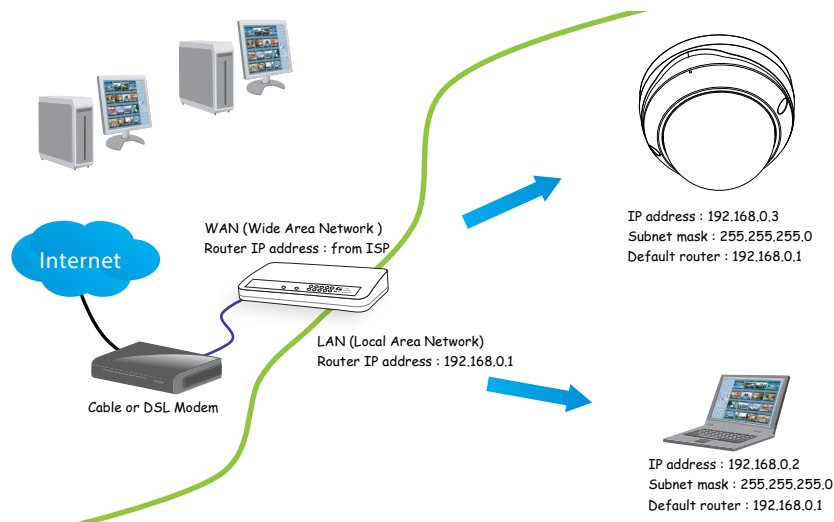 WAN (Wide Area Network )
Router IP address : from ISP
Internet
LAN (Local Area Network)
Router IP address : 192.168.0.1
Cable or DSL Modem
IP address : 192.168.0.3
Subnet mask : 255.255.255.0
Default router : 192.168.0.1
IP address : 192.168.0.2
Subnet mask : 255.255.255.0
Default router : 192.168.0.1